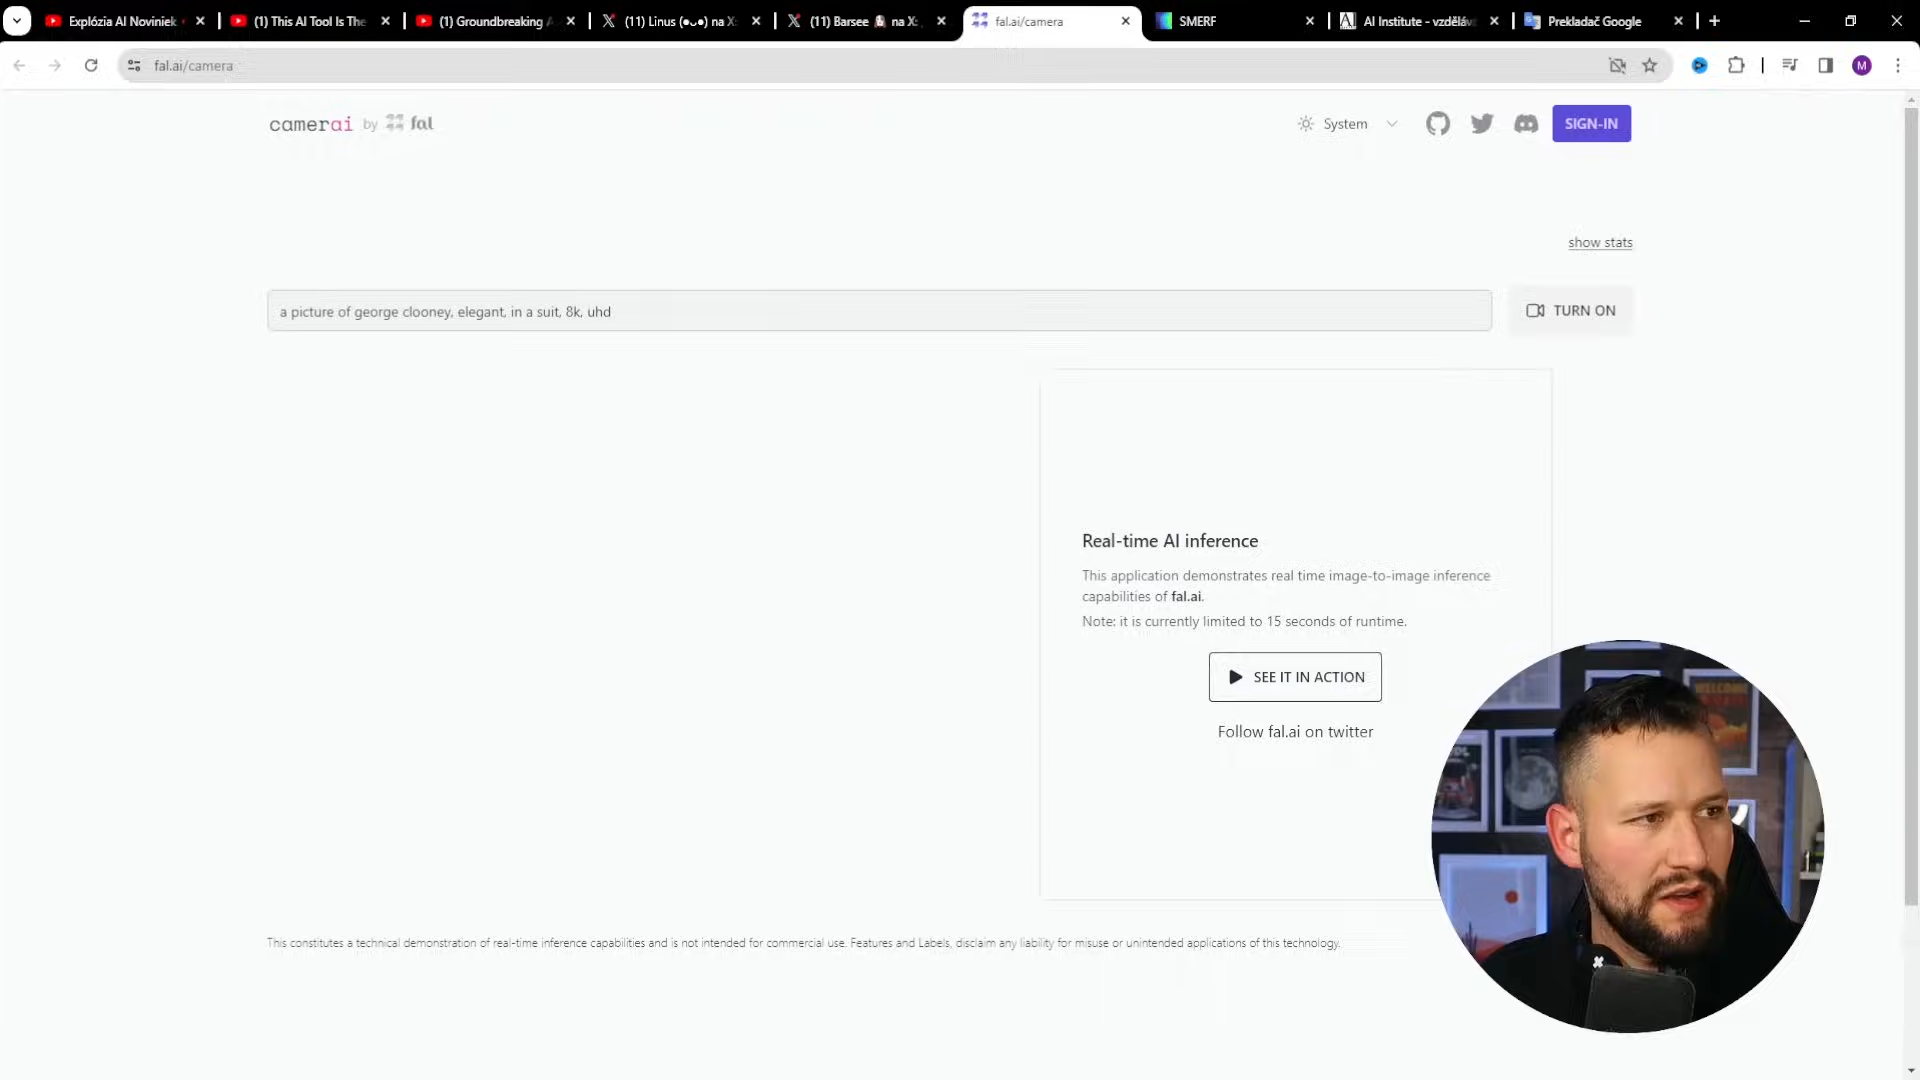 Explózia AI Noviniek
(1) This AI Tool Is The
(1) Groundbreaking A
(11) Linus (●ᴗ●) na X:
(11) Barsee 👩🏻 na X:
fal.ai/camera
SMERF
AI Institute - vzděláv
Prekladač Google
fal.ai/camera
M
camerai by fal
System
SIGN-IN
show stats
a picture of george clooney, elegant, in a suit, 8k, uhd
TURN ON
Real-time AI inference
This application demonstrates real time image-to-image inference
capabilities of fal.ai.
Note: it is currently limited to 15 seconds of runtime.
SEE IT IN ACTION
Follow fal.ai on twitter
WELCOME
This constitutes a technical demonstration of real-time inference capabilities and is not intended for commercial use. Features and Labels, disclaim any liability for misuse or unintended applications of this technology.